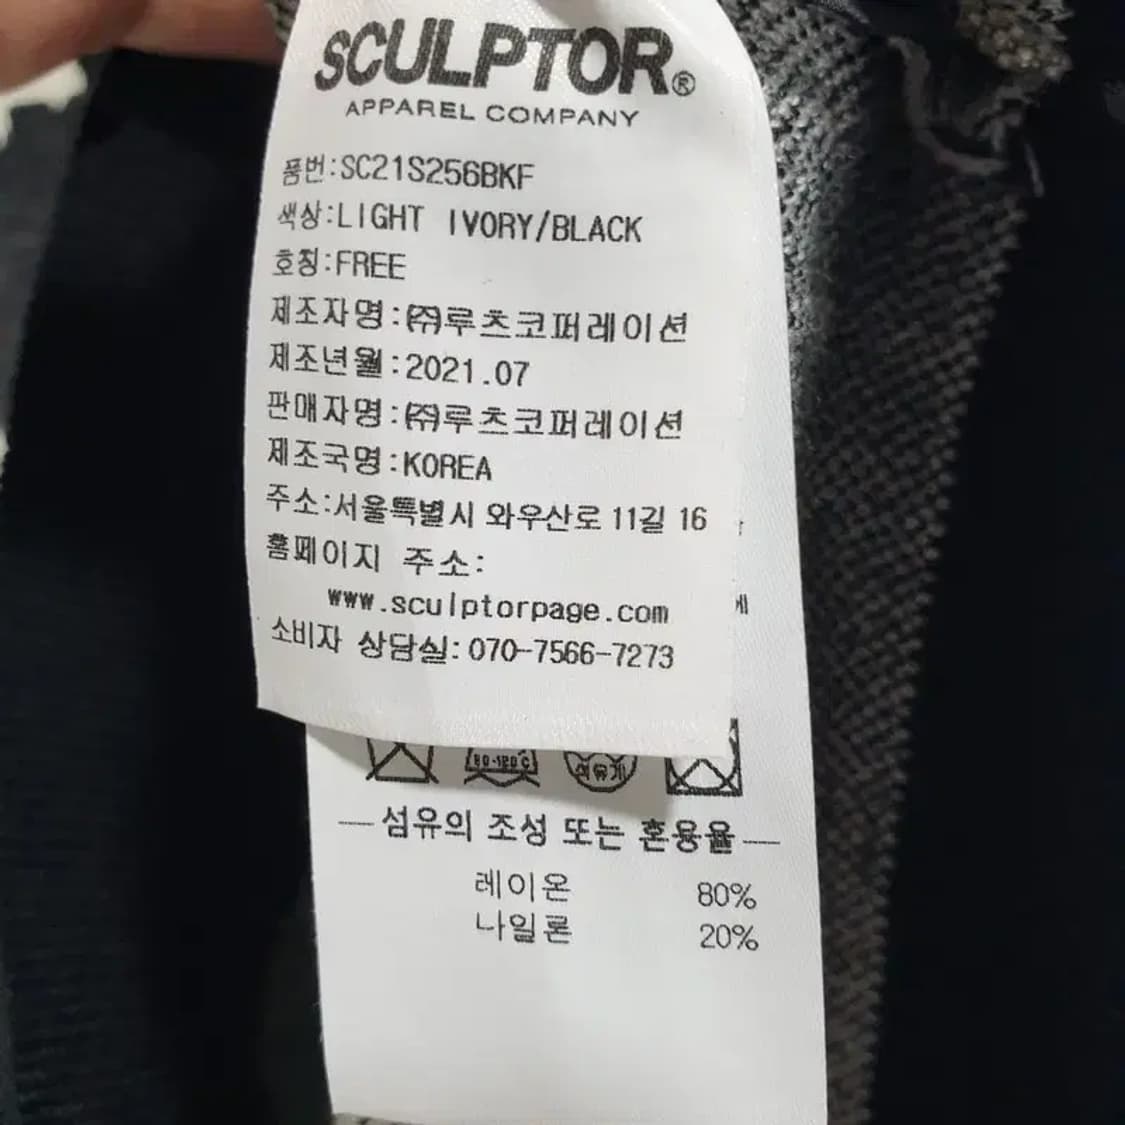 SCULPTOR®
APPAREL COMPANY
품번:SC21S256BKF
색상:LIGHT IVORY/BLACK
호칭:FREE
제조자명:㈜루츠코퍼레이션
제조년월:2021.07
판매자명:㈜루츠코퍼레이션
제조국명:KOREA
주소:서울특별시 와우산로 11길 16
홈페이지 주소:
www.sculptorpage.com
소비자 상담실:070-7566-7273
80-120℃
석유계
섬유의 조성 또는 혼용율
레이온 80%
나일론 20%